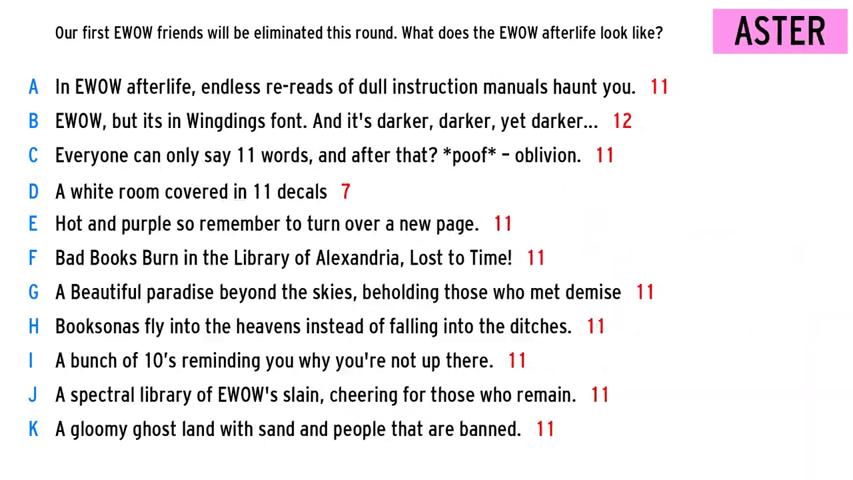 Our first EWOW friends will be eliminated this round. What does the EWOW afterlife look like?
ASTER
A In EWOW afterlife, endless re-reads of dull instruction manuals haunt you. 11
B EWOW, but its in Wingdings font. And it's darker, darker, yet darker... 12
C Everyone can only say 11 words, and after that? *poof* – oblivion. 11
D A white room covered in 11 decals 7
E Hot and purple so remember to turn over a new page. 11
F Bad Books Burn in the Library of Alexandria, Lost to Time! 11
G A Beautiful paradise beyond the skies, beholding those who met demise 11
H Booksonas fly into the heavens instead of falling into the ditches. 11
I A bunch of 10's reminding you why you're not up there. 11
J A spectral library of EWOW's slain, cheering for those who remain. 11
K A gloomy ghost land with sand and people that are banned. 11